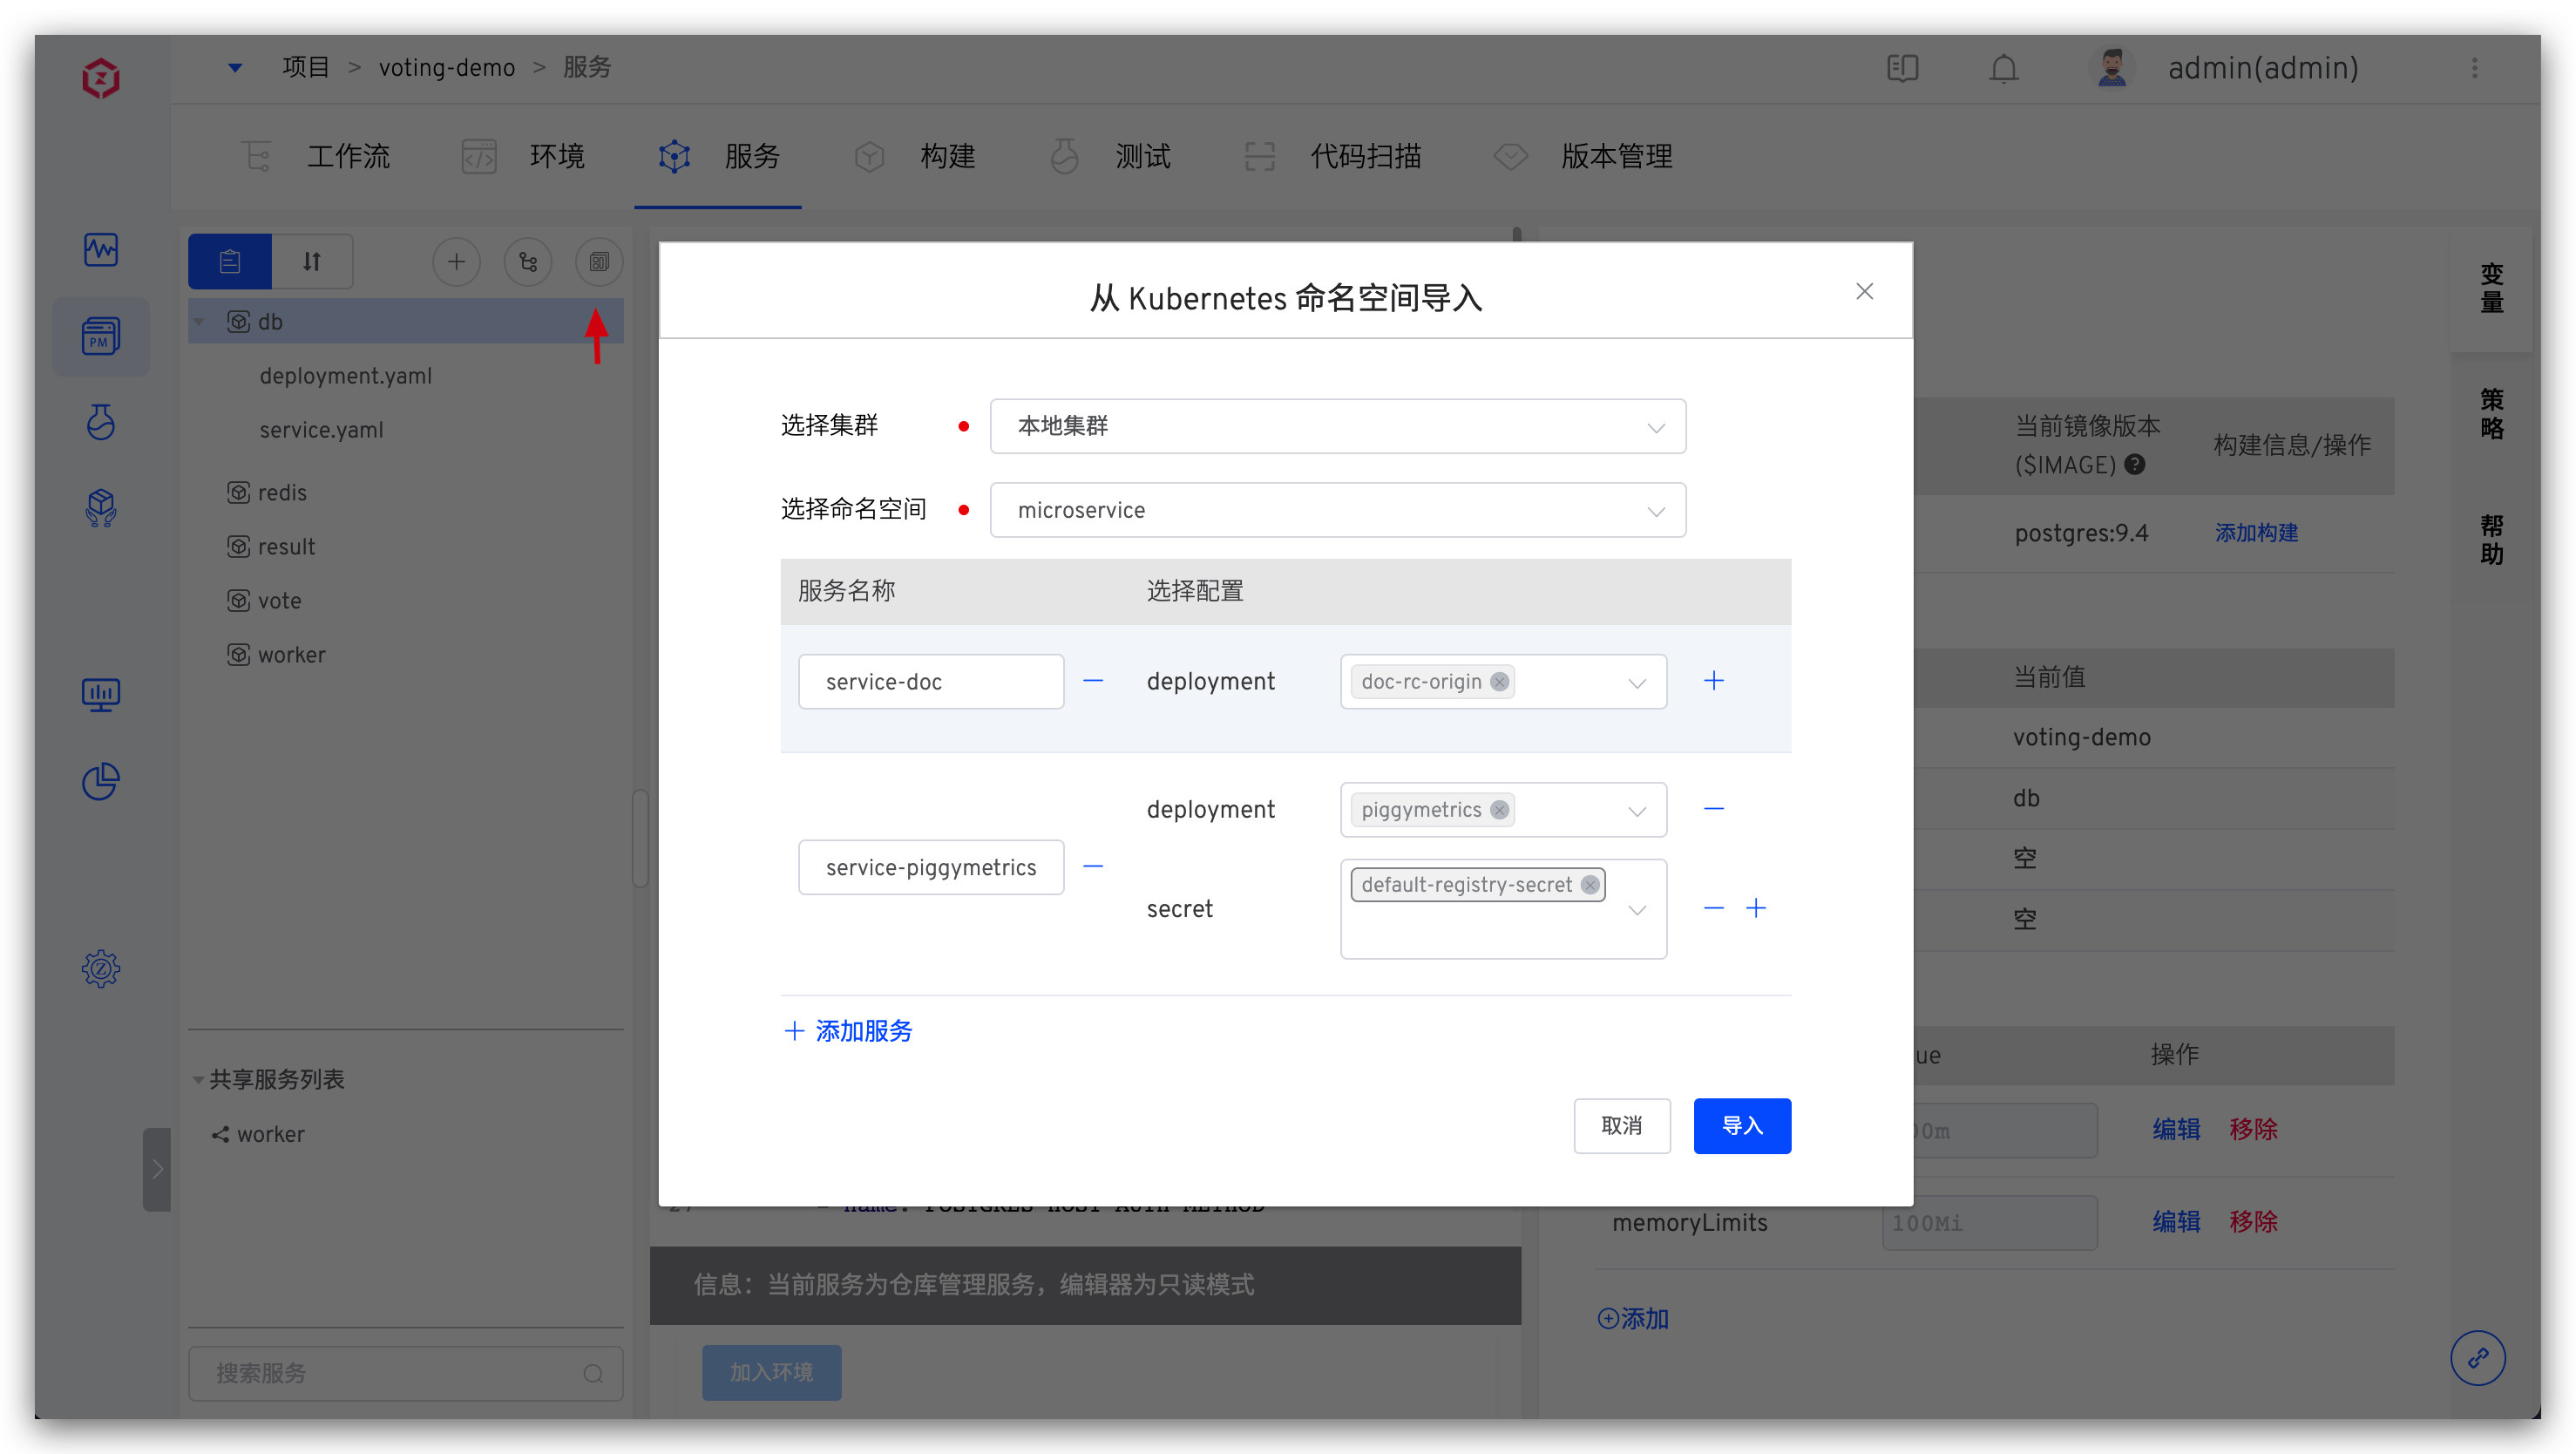 项目 > voting-demo > 服务
admin(admin)
工作流
环境
服务
构建
测试
代码扫描
版本管理
PM
db
deployment.yaml
service.yaml
redis
result
vote
worker
共享服务列表
worker
搜索服务
从 Kubernetes 命名空间导入
选择集群
本地集群
选择命名空间
microservice
服务名称 选择配置
service-doc
deployment
doc-rc-origin
service-piggymetrics
deployment
piggymetrics
secret
default-registry-secret
添加服务
取消
导入
信息：当前服务为仓库管理服务，编辑器为只读模式
加入环境
当前镜像版本
($IMAGE)
构建信息/操作
postgres:9.4
添加构建
当前值
voting-demo
db
空
空
ue
操作
00m
编辑 移除
memoryLimits
100Mi
编辑 移除
添加
变量
策略
帮助